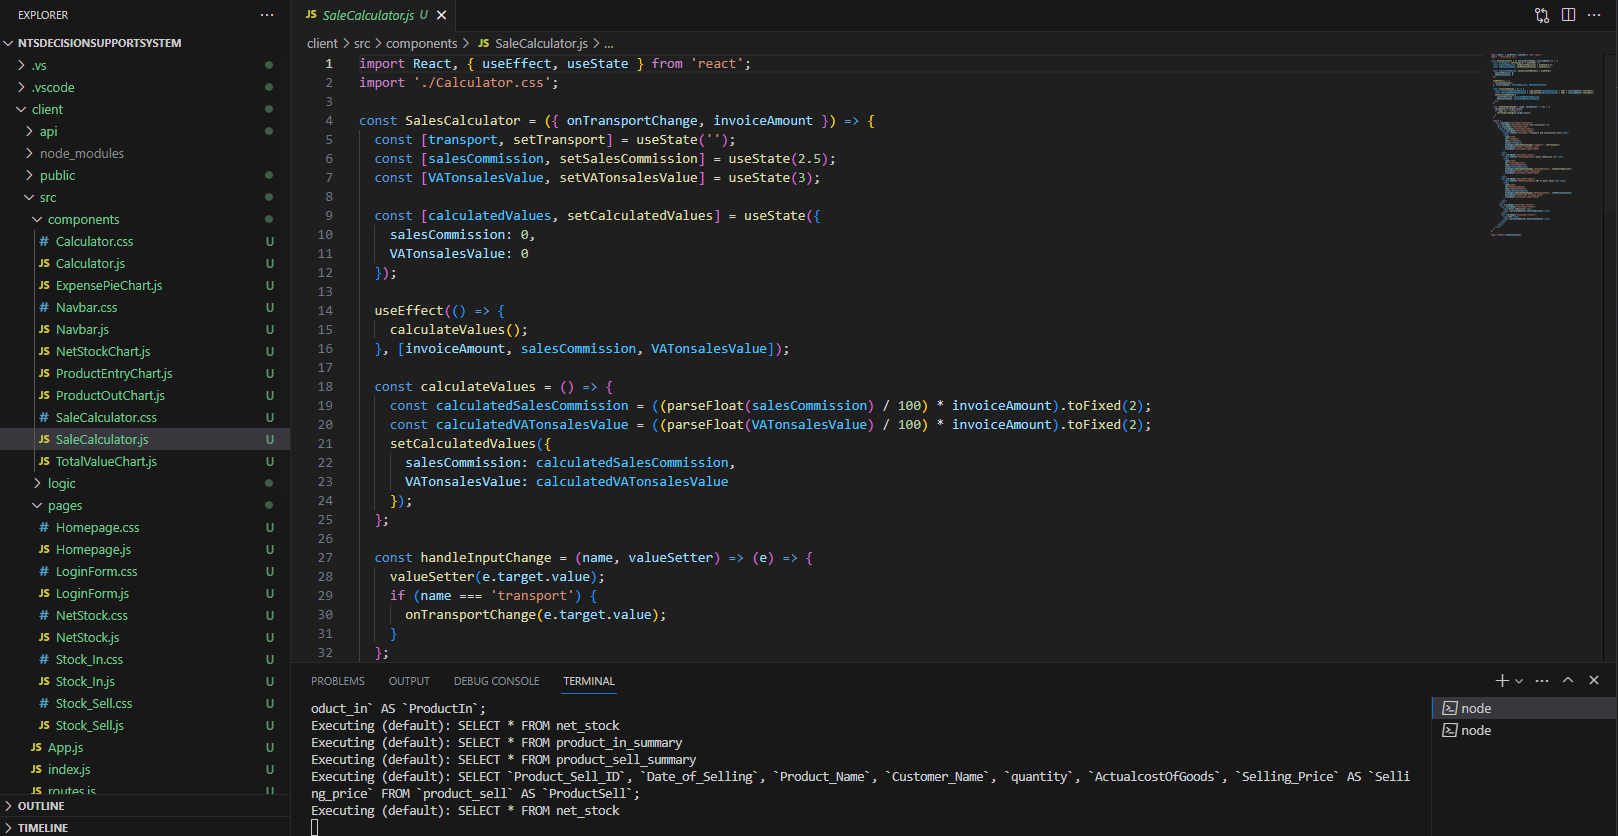 EXPLORER
NTSDECISIONSUPPORTSYSTEM
.vs
.vscode
client
api
node_modules
public
src
components
# Calculator.css U
JS Calculator.js U
JS ExpensePieChart.js U
# Navbar.css U
JS Navbar.js U
JS NetStockChart.js U
JS ProductEntryChart.js U
JS ProductOutChart.js U
# SaleCalculator.css U
JS SaleCalculator.js U
JS TotalValueChart.js U
logic
pages
# Homepage.css U
JS Homepage.js U
# LoginForm.css U
JS LoginForm.js U
# NetStock.css U
JS NetStock.js U
# Stock_In.css U
JS Stock_In.js U
# Stock_Sell.css U
JS Stock_Sell.js U
JS App.js U
JS index.js U
JS routes.js U
OUTLINE
TIMELINE
JS SaleCalculator.js U
client > src > components > JS SaleCalculator.js > ...
1 import React, { useEffect, useState } from 'react';
2 import './Calculator.css';
3
4 const SalesCalculator = ({ onTransportChange, invoiceAmount }) => {
5 const [transport, setTransport] = useState('');
6 const [salesCommission, setSalesCommission] = useState(2.5);
7 const [VATonsalesValue, setVATonsalesValue] = useState(3);
8
9 const [calculatedValues, setCalculatedValues] = useState({
10 salesCommission: 0,
11 VATonsalesValue: 0
12 });
13
14 useEffect(() => {
15 calculateValues();
16 }, [invoiceAmount, salesCommission, VATonsalesValue]);
17
18 const calculateValues = () => {
19 const calculatedSalesCommission = ((parseFloat(salesCommission) / 100) * invoiceAmount).toFixed(2);
20 const calculatedVATonsalesValue = ((parseFloat(VATonsalesValue) / 100) * invoiceAmount).toFixed(2);
21 setCalculatedValues({
22 salesCommission: calculatedSalesCommission,
23 VATonsalesValue: calculatedVATonsalesValue
24 });
25 };
26
27 const handleInputChange = (name, valueSetter) => (e) => {
28 valueSetter(e.target.value);
29 if (name === 'transport') {
30 onTransportChange(e.target.value);
31 }
32 };
PROBLEMS OUTPUT DEBUG CONSOLE TERMINAL
oduct_in` AS `ProductIn`;
Executing (default): SELECT * FROM net_stock
Executing (default): SELECT * FROM product_in_summary
Executing (default): SELECT * FROM product_sell_summary
Executing (default): SELECT `Product_Sell_ID`, `Date_of_Selling`, `Product_Name`, `Customer_Name`, `quantity`, `ActualcostOfGoods`, `Selling_Price` AS `Selli
ng_price` FROM `product_sell` AS `ProductSell`;
Executing (default): SELECT * FROM net_stock
node
node